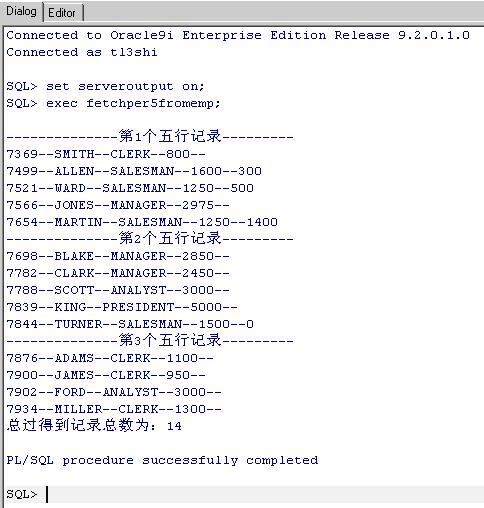 Dialog Editor
Connected to Oracle9i Enterprise Edition Release 9.2.0.1.0
Connected as tl3shi
SQL> set serveroutput on;
SQL> exec fetchper5fromemp;
--------------第1个五行记录---------
7369--SMITH--CLERK--800--
7499--ALLEN--SALESMAN--1600--300
7521--WARD--SALESMAN--1250--500
7566--JONES--MANAGER--2975--
7654--MARTIN--SALESMAN--1250--1400
--------------第2个五行记录---------
7698--BLAKE--MANAGER--2850--
7782--CLARK--MANAGER--2450--
7788--SCOTT--ANALYST--3000--
7839--KING--PRESIDENT--5000--
7844--TURNER--SALESMAN--1500--0
--------------第3个五行记录---------
7876--ADAMS--CLERK--1100--
7900--JAMES--CLERK--950--
7902--FORD--ANALYST--3000--
7934--MILLER--CLERK--1300--
总过得到记录总数为: 14
PL/SQL procedure successfully completed
SQL>